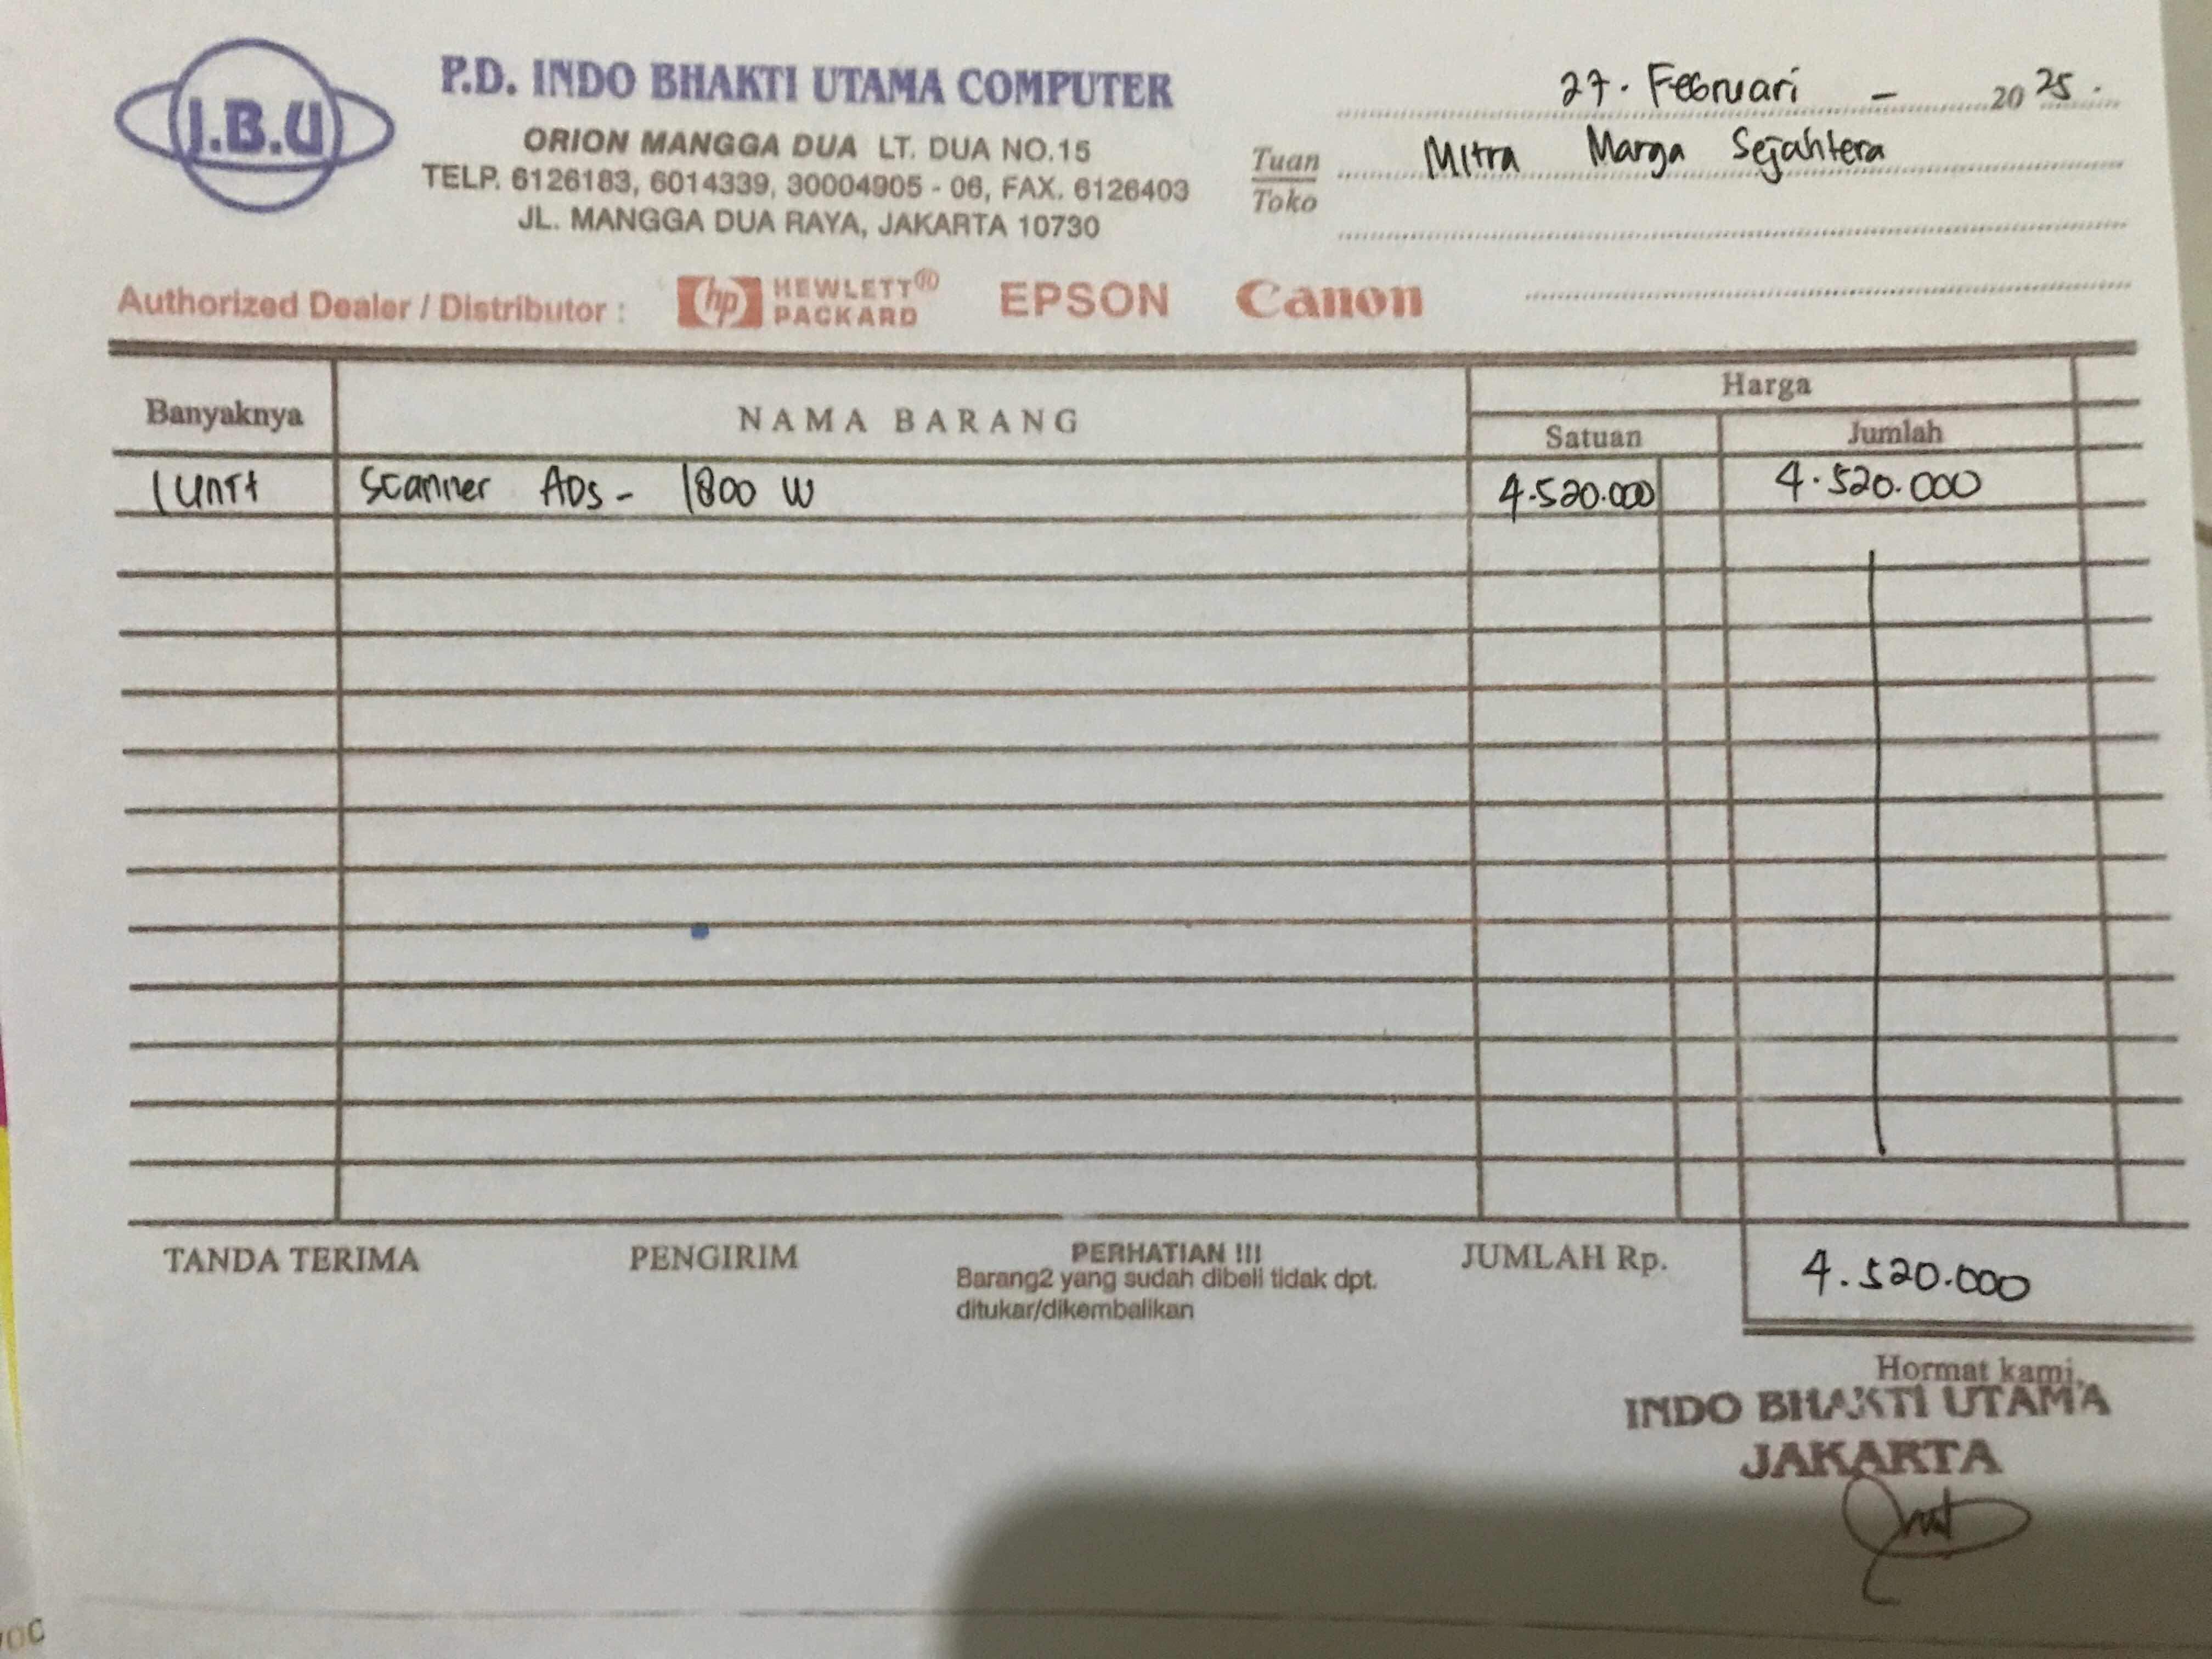 I.B.U
P.D. INDO BHAKTI UTAMA COMPUTER
ORION MANGGA DUA LT. DUA NO.15
TELP. 6126183, 6014339, 30004905 - 06, FAX. 6126403
JL. MANGGA DUA RAYA, JAKARTA 10730
27. Februari - 2025.
Tuan Mitra Marga Sejahtera
Toko
Authorized Dealer / Distributor : hp HEWLETT® PACKARD EPSON Canon
Banyaknya NAMA BARANG Harga
Satuan Jumlah
1 Unit Scanner ADS - 1800 W 4.520.000 4.520.000
TANDA TERIMA PENGIRIM PERHATIAN !!! JUMLAH Rp. 4.520.000
Barang2 yang sudah dibeli tidak dpt.
ditukar/dikembalikan
Hormat kami,
INDO BHAKTI UTAMA
JAKARTA